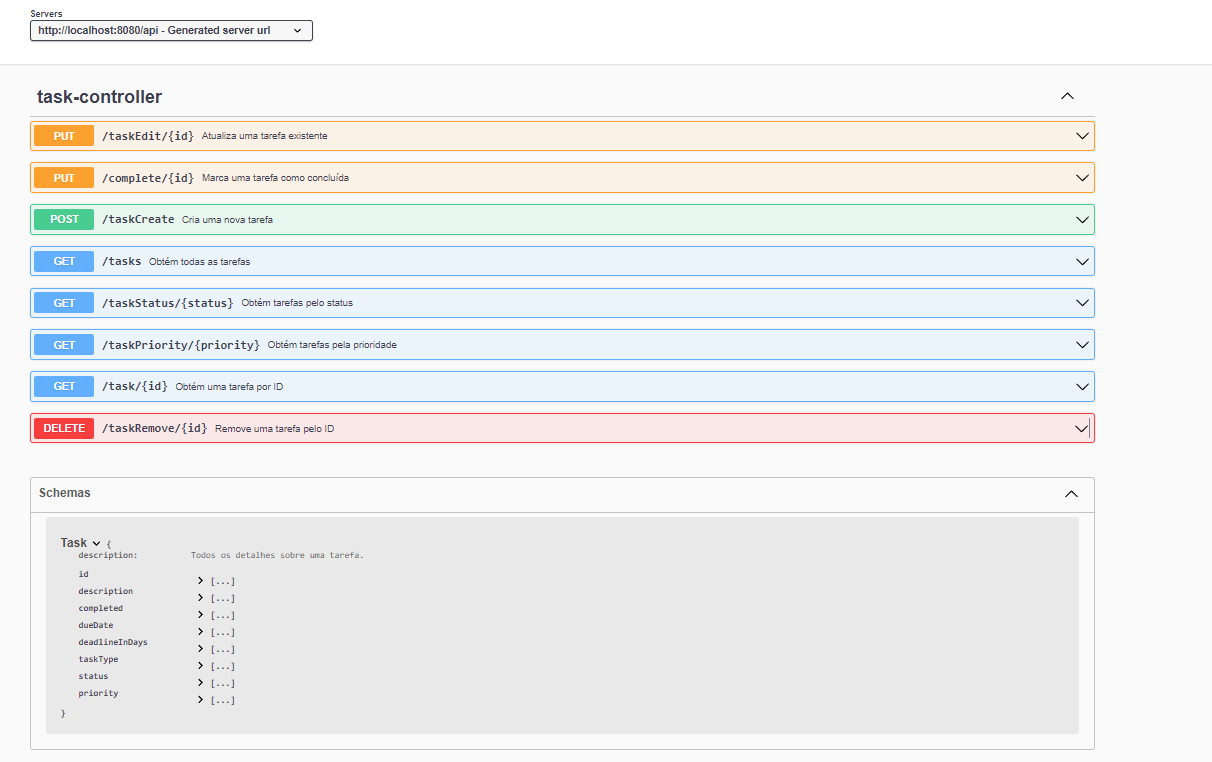 Servers
http://localhost:8080/api - Generated server url
task-controller
PUT /taskEdit/{id} Atualiza uma tarefa existente
PUT /complete/{id} Marca uma tarefa como concluída
POST /taskCreate Cria uma nova tarefa
GET /tasks Obtém todas as tarefas
GET /taskStatus/{status} Obtém tarefas pelo status
GET /taskPriority/{priority} Obtém tarefas pela prioridade
GET /task/{id} Obtém uma tarefa por ID
DELETE /taskRemove/{id} Remove uma tarefa pelo ID
Schemas
Task {
description: Todos os detalhes sobre uma tarefa.
id [...]
description [...]
completed [...]
dueDate [...]
deadlineInDays [...]
taskType [...]
status [...]
priority [...]
}